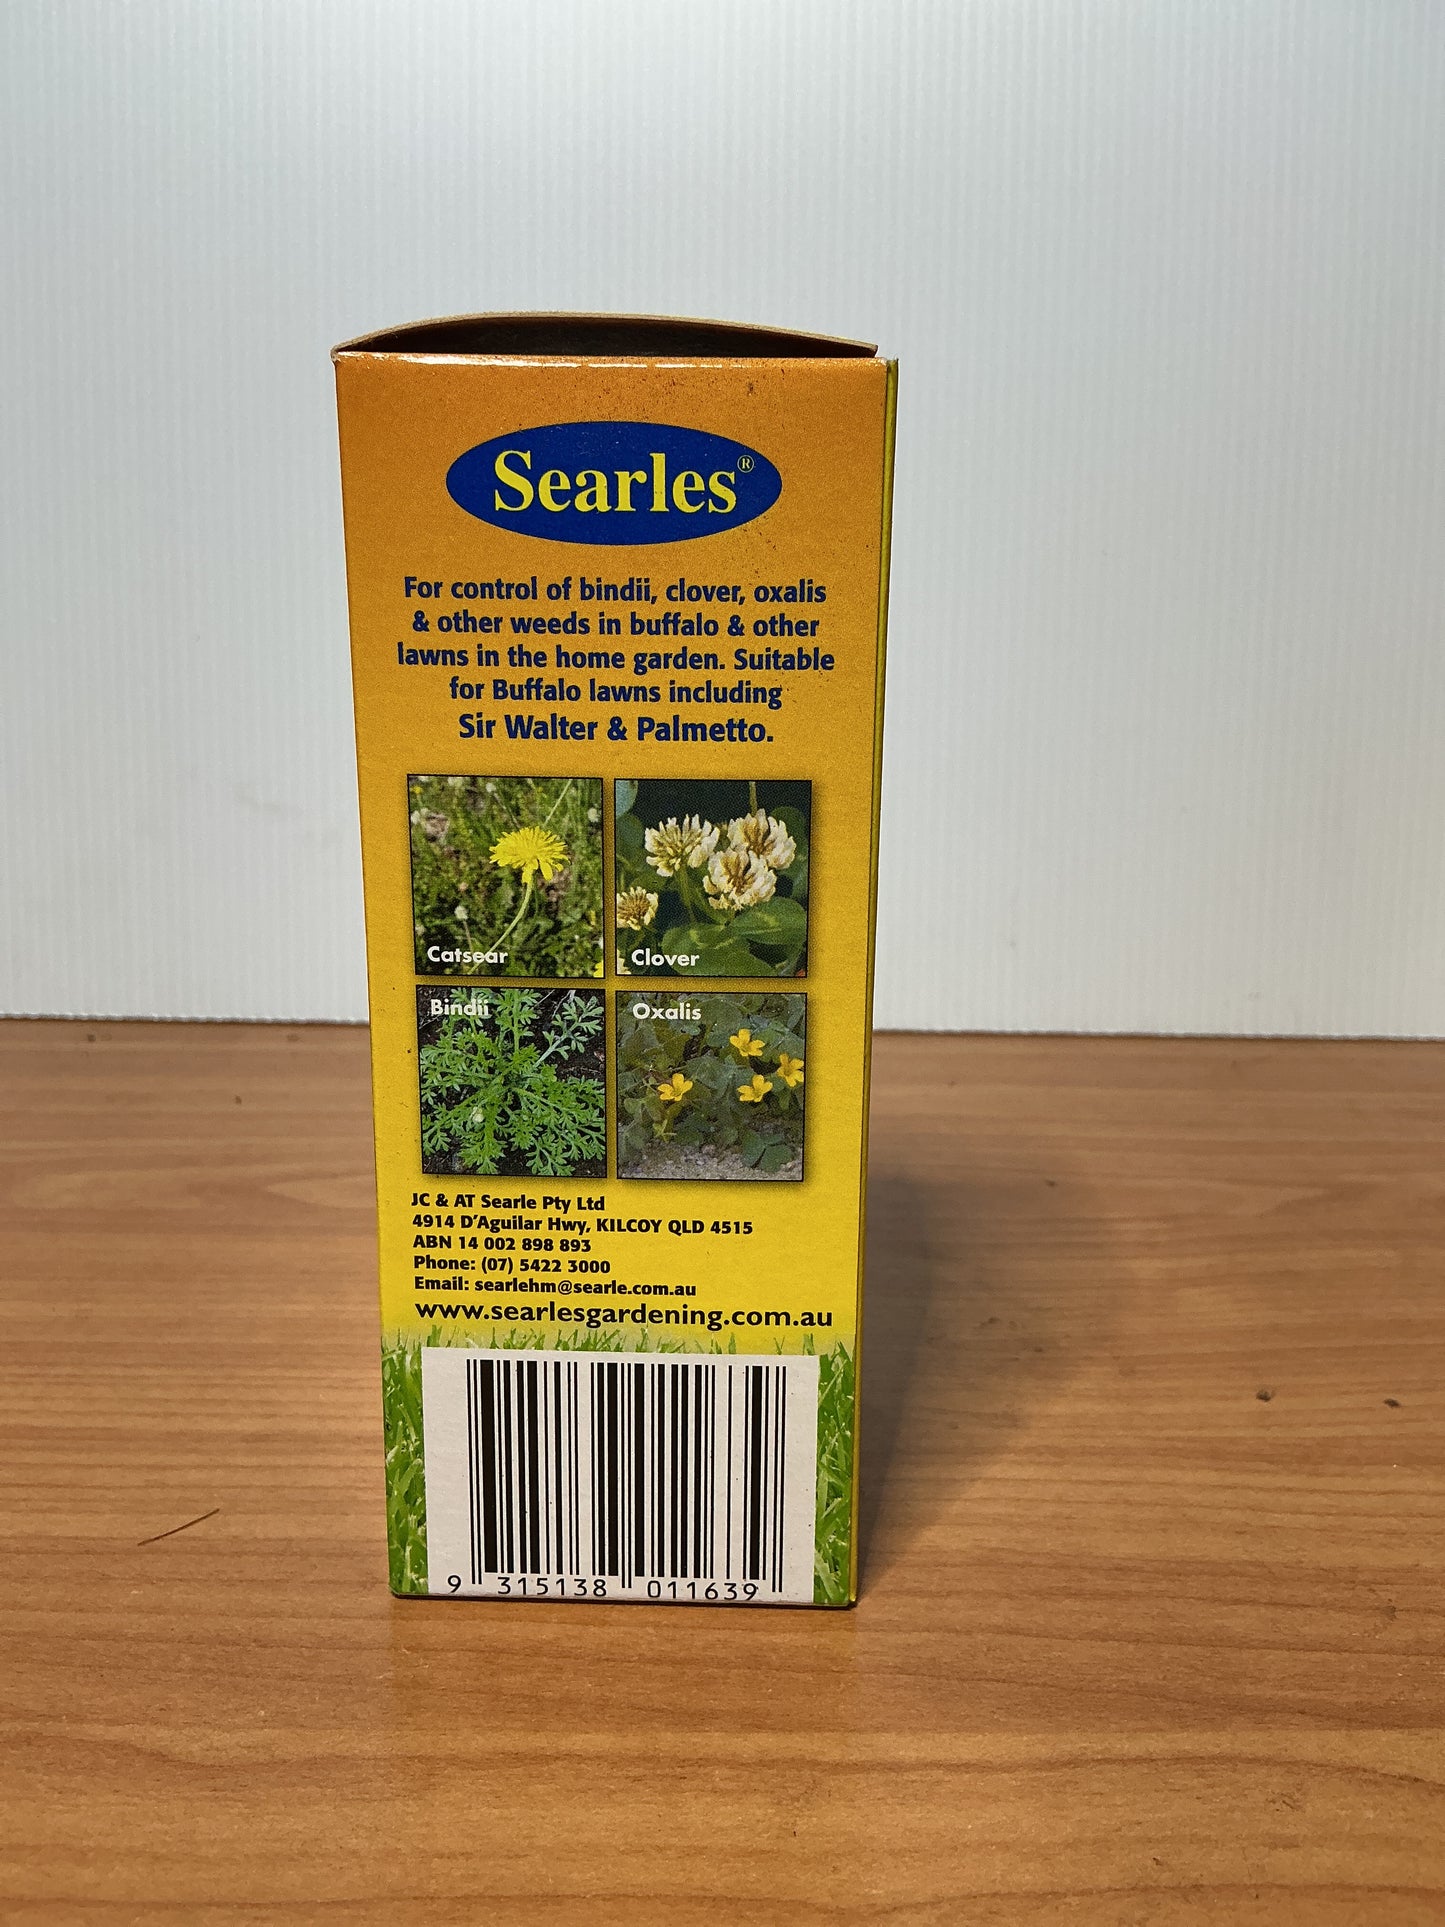 Searles®
For control of bindii, clover, oxalis
& other weeds in buffalo & other
lawns in the home garden. Suitable
for Buffalo lawns including
Sir Walter & Palmetto.
Catsear
Clover
Bindii
Oxalis
JC & AT Searle Pty Ltd
4914 D'Aguilar Hwy, KILCOY QLD 4515
ABN 14 002 898 893
Phone: (07) 5422 3000
Email: searlehm@searle.com.au
www.searlesgardening.com.au
9 315138 011639